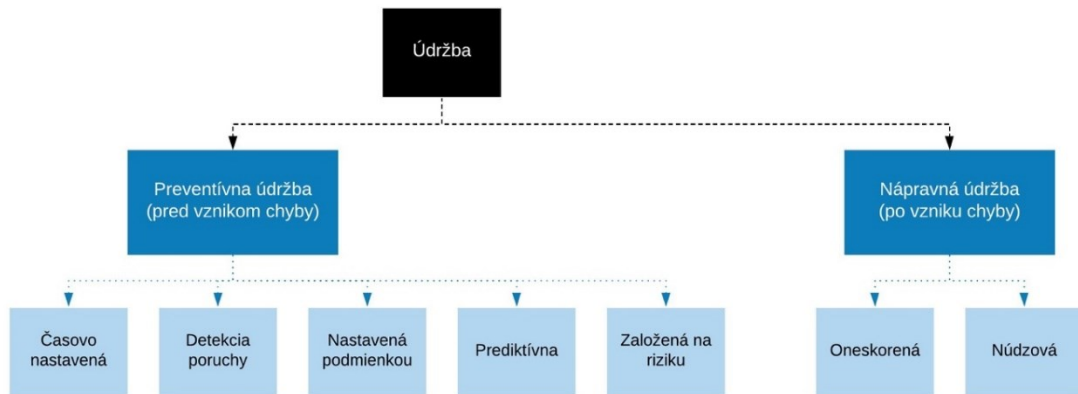 Údržba
Preventívna údržba
(pred vznikom chyby)
Nápravná údržba
(po vzniku chyby)
Časovo
nastavená
Detekcia
poruchy
Nastavená
podmienkou
Prediktívna
Založená na
riziku
Oneskorená
Núdzová